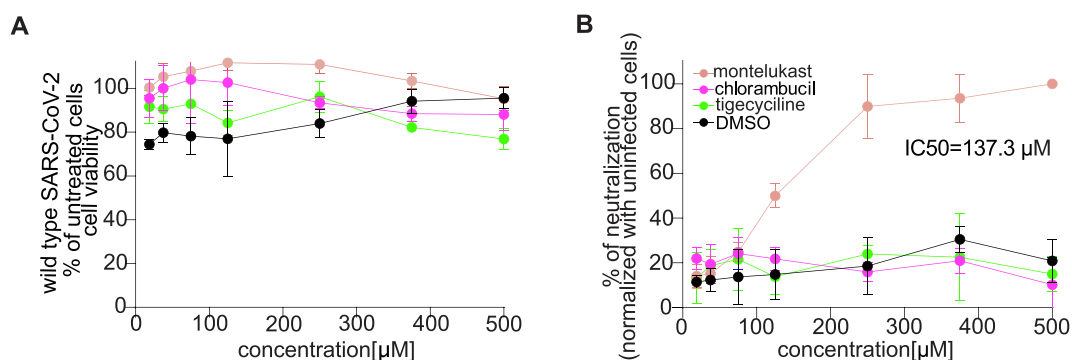 A
wild type SARS-CoV-2
% of untreated cells
cell viability
100
80
60
40
20
0
0 100 200 300 400 500
concentration[µM]
B
% of neutralization
(normalized with uninfected cells)
montelukast
chlorambucil
tigecyciline
DMSO
IC50=137.3 µM
100
80
60
40
20
0
0 100 200 300 400 500
concentration[µM]